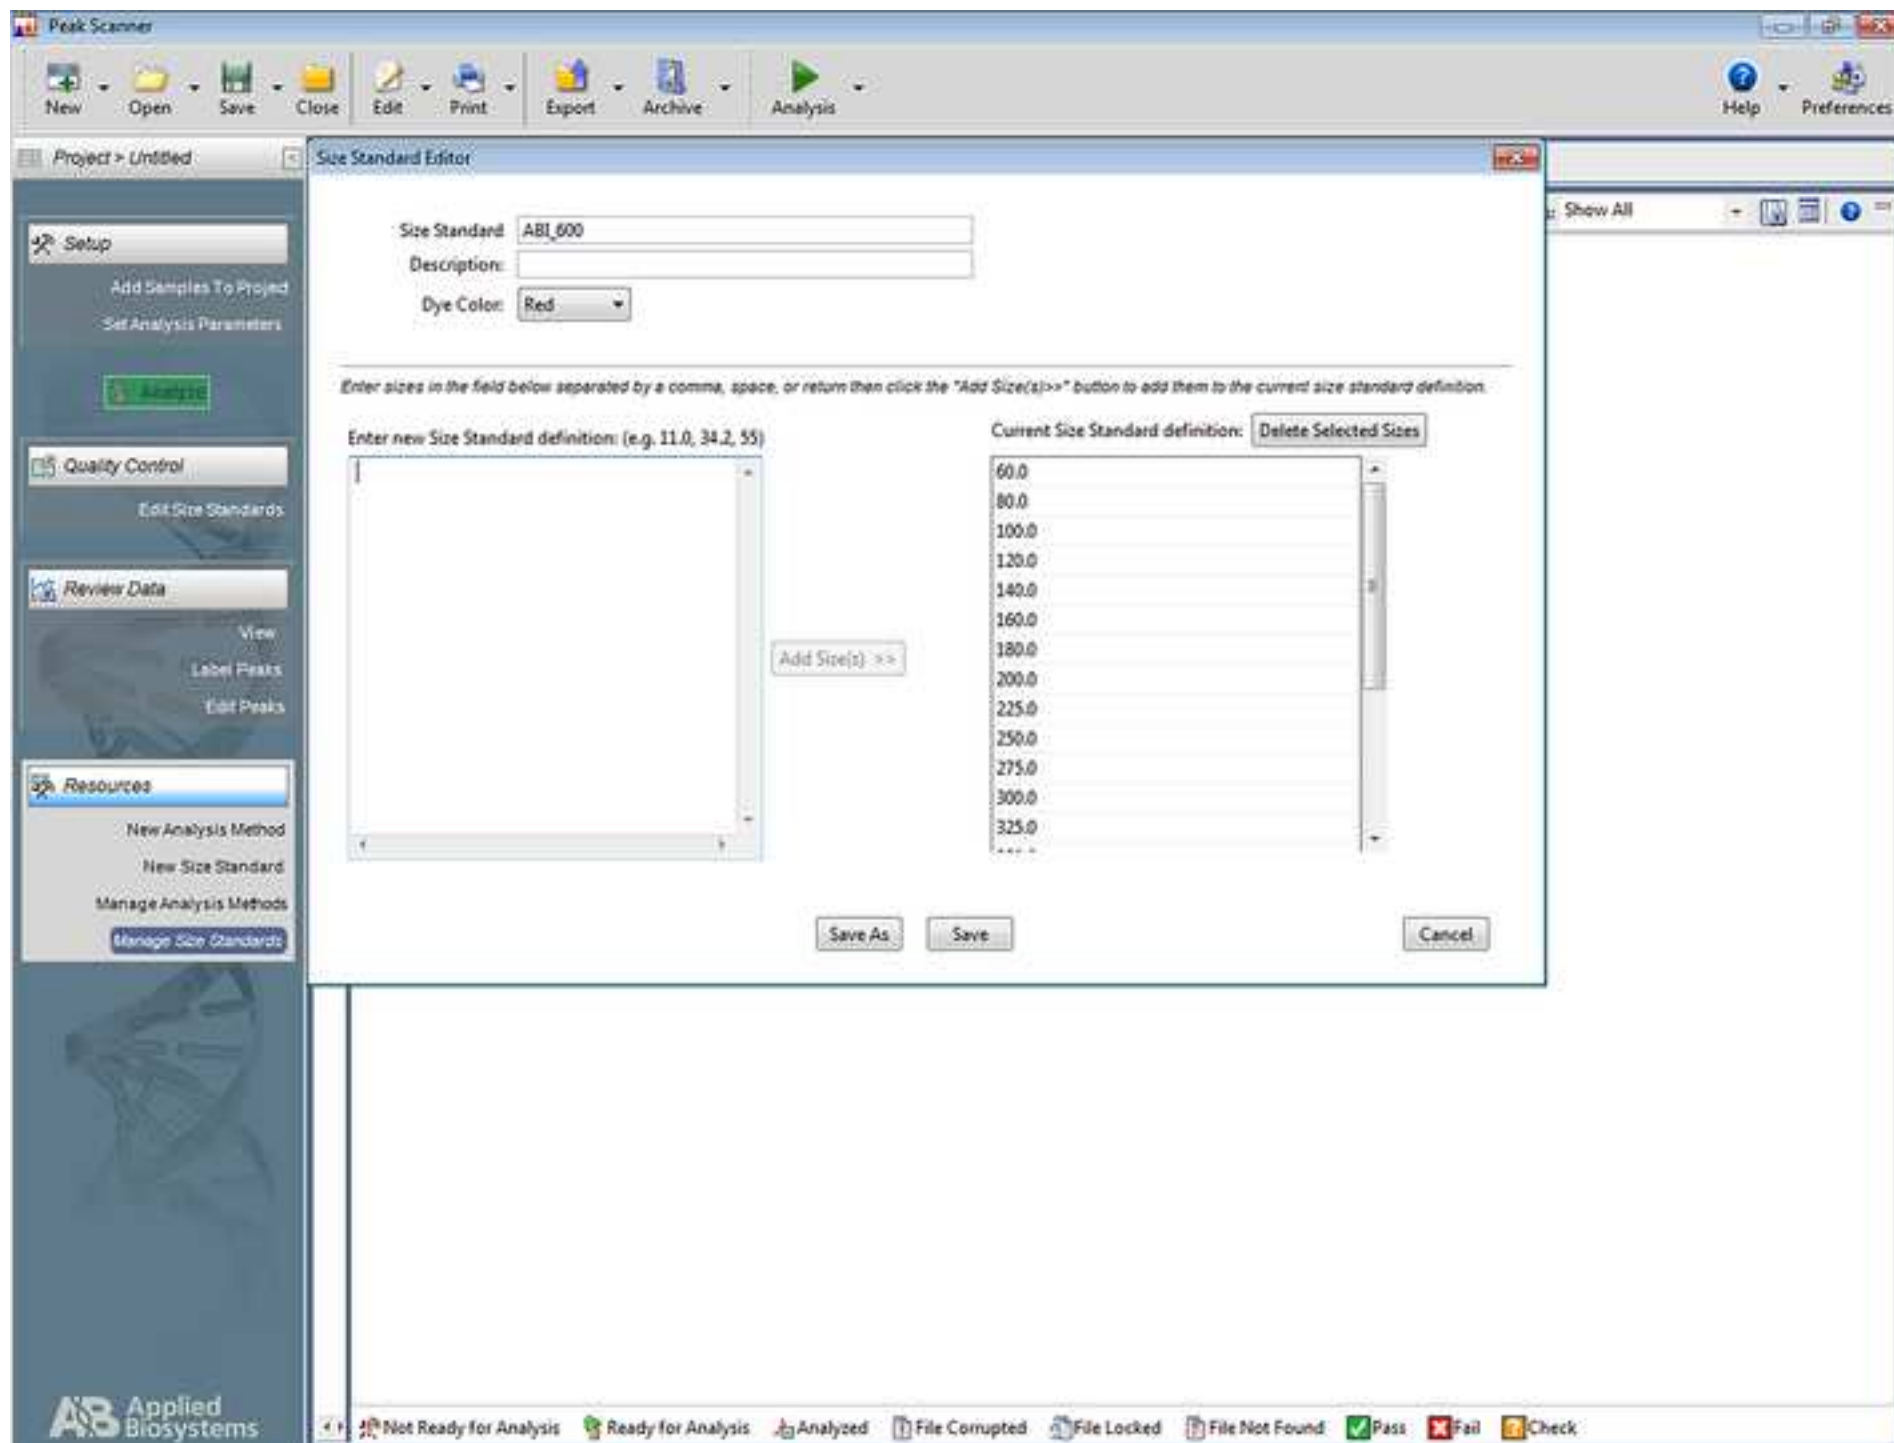 Peak Scanner
New Open Save Close Edit Print Export Archive Analysis Help Preferences
Project > Untitled
Size Standard Editor
Show All
Setup
Add Samples To Project
Set Analysis Parameters
Analyze
Quality Control
Edit Size Standards
Review Data
View
Label Peaks
Edit Peaks
Resources
New Analysis Method
New Size Standard
Manage Analysis Methods
Manage Size Standards
Size Standard ABI_600
Description:
Dye Color: Red
Enter sizes in the field below separated by a comma, space, or return then click the "Add Size(s)>>" button to add them to the current size standard definition.
Enter new Size Standard definition: (e.g. 11.0, 34.2, 55)
Add Size(s) >>
Current Size Standard definition: Delete Selected Sizes
60.0
80.0
100.0
120.0
140.0
160.0
180.0
200.0
225.0
250.0
275.0
300.0
325.0
Save As Save Cancel
AB Applied
Biosystems
Not Ready for Analysis Ready for Analysis Analyzed File Corrupted File Locked File Not Found Pass Fail Check